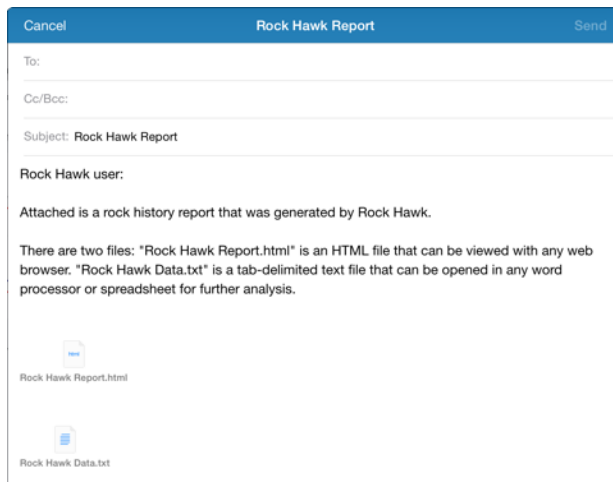 Cancel Rock Hawk Report Send
To:
Cc/Bcc:
Subject: Rock Hawk Report
Rock Hawk user:
Attached is a rock history report that was generated by Rock Hawk.
There are two files: "Rock Hawk Report.html" is an HTML file that can be viewed with any web
browser. "Rock Hawk Data.txt" is a tab-delimited text file that can be opened in any word
processor or spreadsheet for further analysis.
Rock Hawk Report.html
Rock Hawk Data.txt